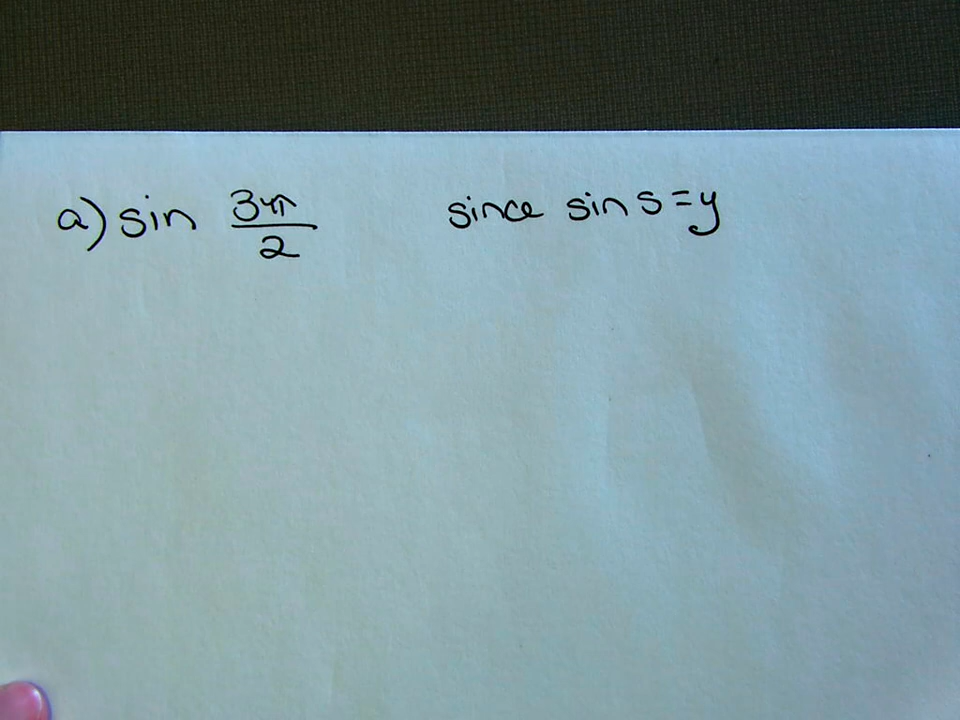 a) sin 3π/2 since sin s = y